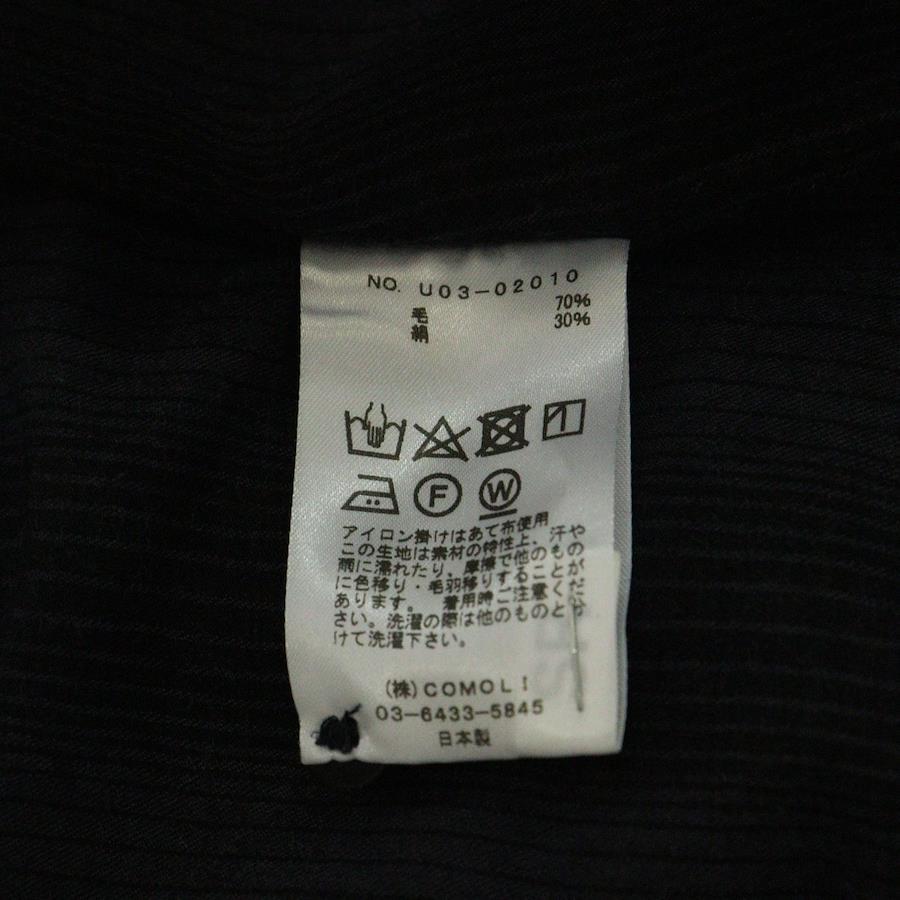 NO. U03-02010
毛 70%
絹 30%
F W
アイロン掛けはあて布使用
この生地は素材の特性上、汗や
雨に濡れたり、摩擦で他のもの
に色移り・毛羽移りすることが
あります。 着用時ご注意くだ
さい。洗濯の際は他のものと分
けて洗濯下さい。
(株)COMOLI
03-6433-5845
日本製